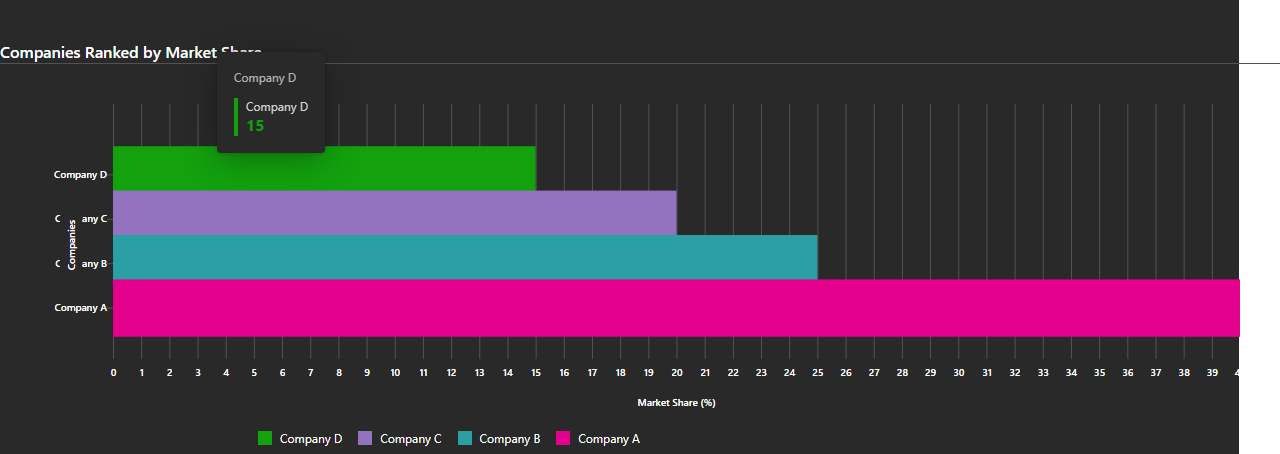 Companies Ranked by Market
Company D
Company D
15
Company D
any C
Companies
any B
Company A
0 1 2 3 4 5 6 7 8 9 10 11 12 13 14 15 16 17 18 19 20 21 22 23 24 25 26 27 28 29 30 31 32 33 34 35 36 37 38 39
Market Share (%)
Company D Company C Company B Company A